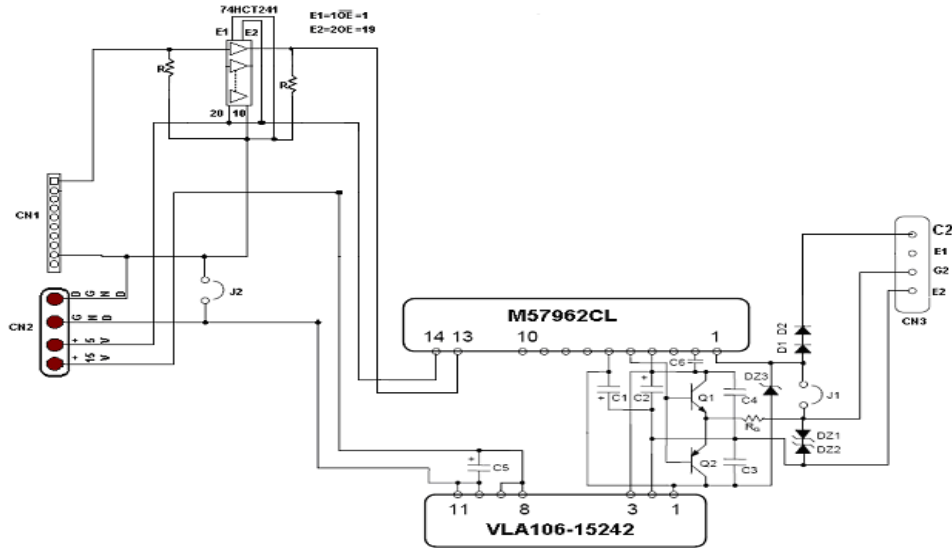 74HCT241
E1=1OE=1
E2=2OE=19
E1 E2
R
R
20 10
CN1
D G N D
G N D
+ 5 V
+ 15 V
CN2
J2
C2
E1
G2
E2
CN3
M57962CL
14 13 10 1
D1 D2
C6
DZ3
J1
+ C1
+ C2
Q1
C4
RG
DZ1
DZ2
Q2
C3
+ C5
11 8 3 1
VLA106-15242